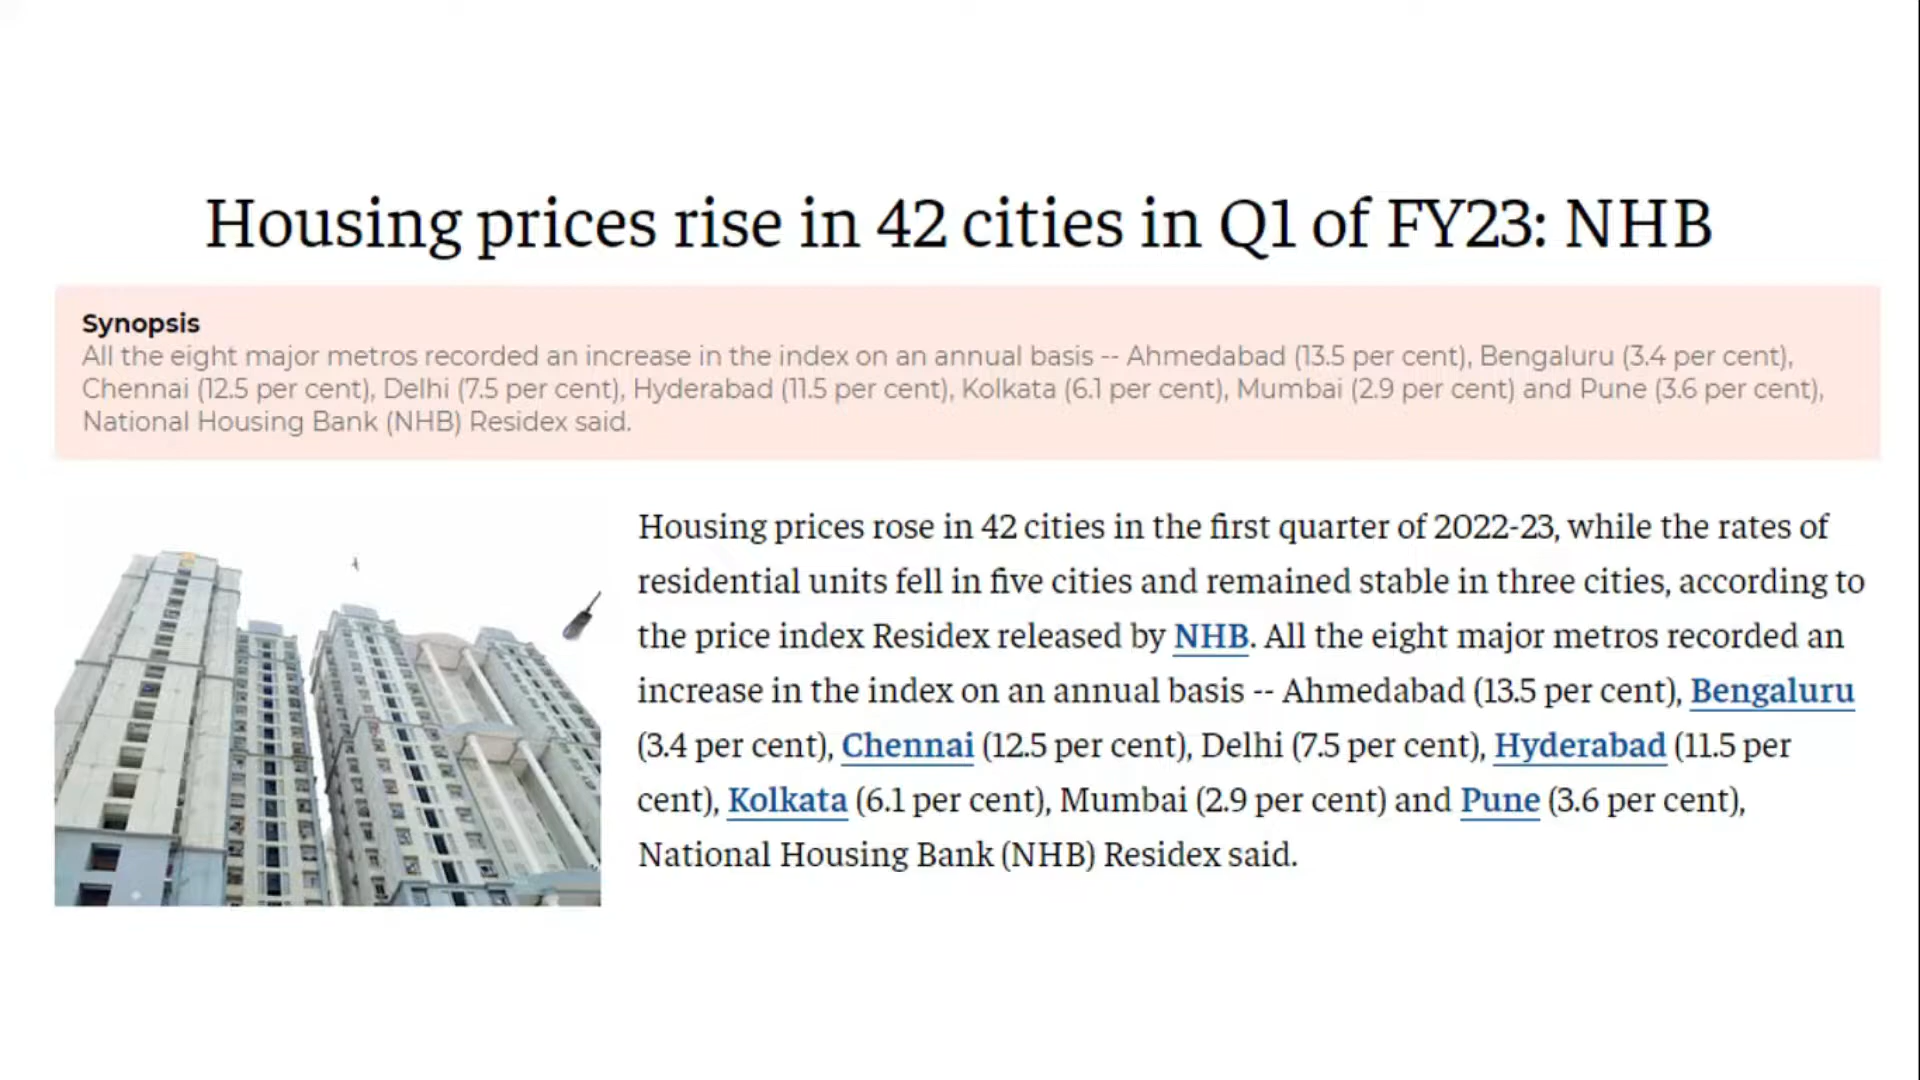 Housing prices rise in 42 cities in Q1 of FY23: NHB
Synopsis
All the eight major metros recorded an increase in the index on an annual basis -- Ahmedabad (13.5 per cent), Bengaluru (3.4 per cent),
Chennai (12.5 per cent), Delhi (7.5 per cent), Hyderabad (11.5 per cent), Kolkata (6.1 per cent), Mumbai (2.9 per cent) and Pune (3.6 per cent),
National Housing Bank (NHB) Residex said.
Housing prices rose in 42 cities in the first quarter of 2022-23, while the rates of
residential units fell in five cities and remained stable in three cities, according to
the price index Residex released by NHB. All the eight major metros recorded an
increase in the index on an annual basis -- Ahmedabad (13.5 per cent), Bengaluru
(3.4 per cent), Chennai (12.5 per cent), Delhi (7.5 per cent), Hyderabad (11.5 per
cent), Kolkata (6.1 per cent), Mumbai (2.9 per cent) and Pune (3.6 per cent),
National Housing Bank (NHB) Residex said.